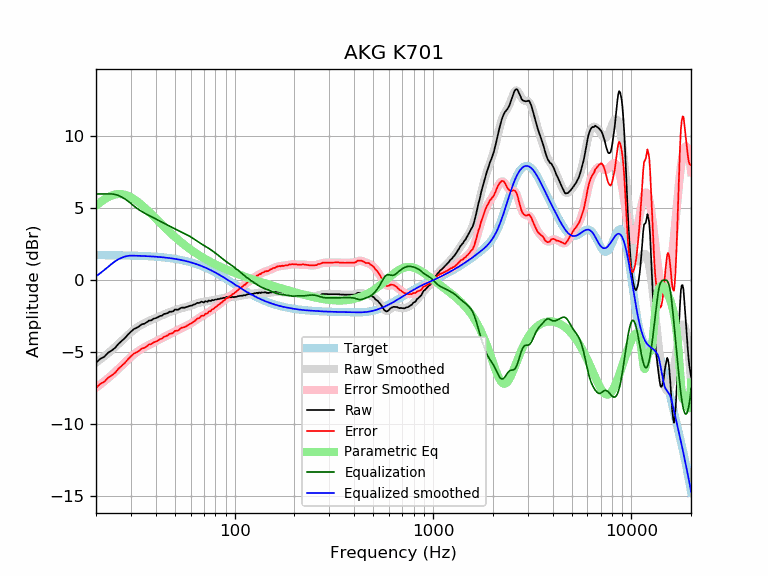 AKG K701
Amplitude (dBr)
10
5
0
−5
−10
−15
Target
Raw Smoothed
Error Smoothed
Raw
Error
Parametric Eq
Equalization
Equalized smoothed
100
1000
10000
Frequency (Hz)